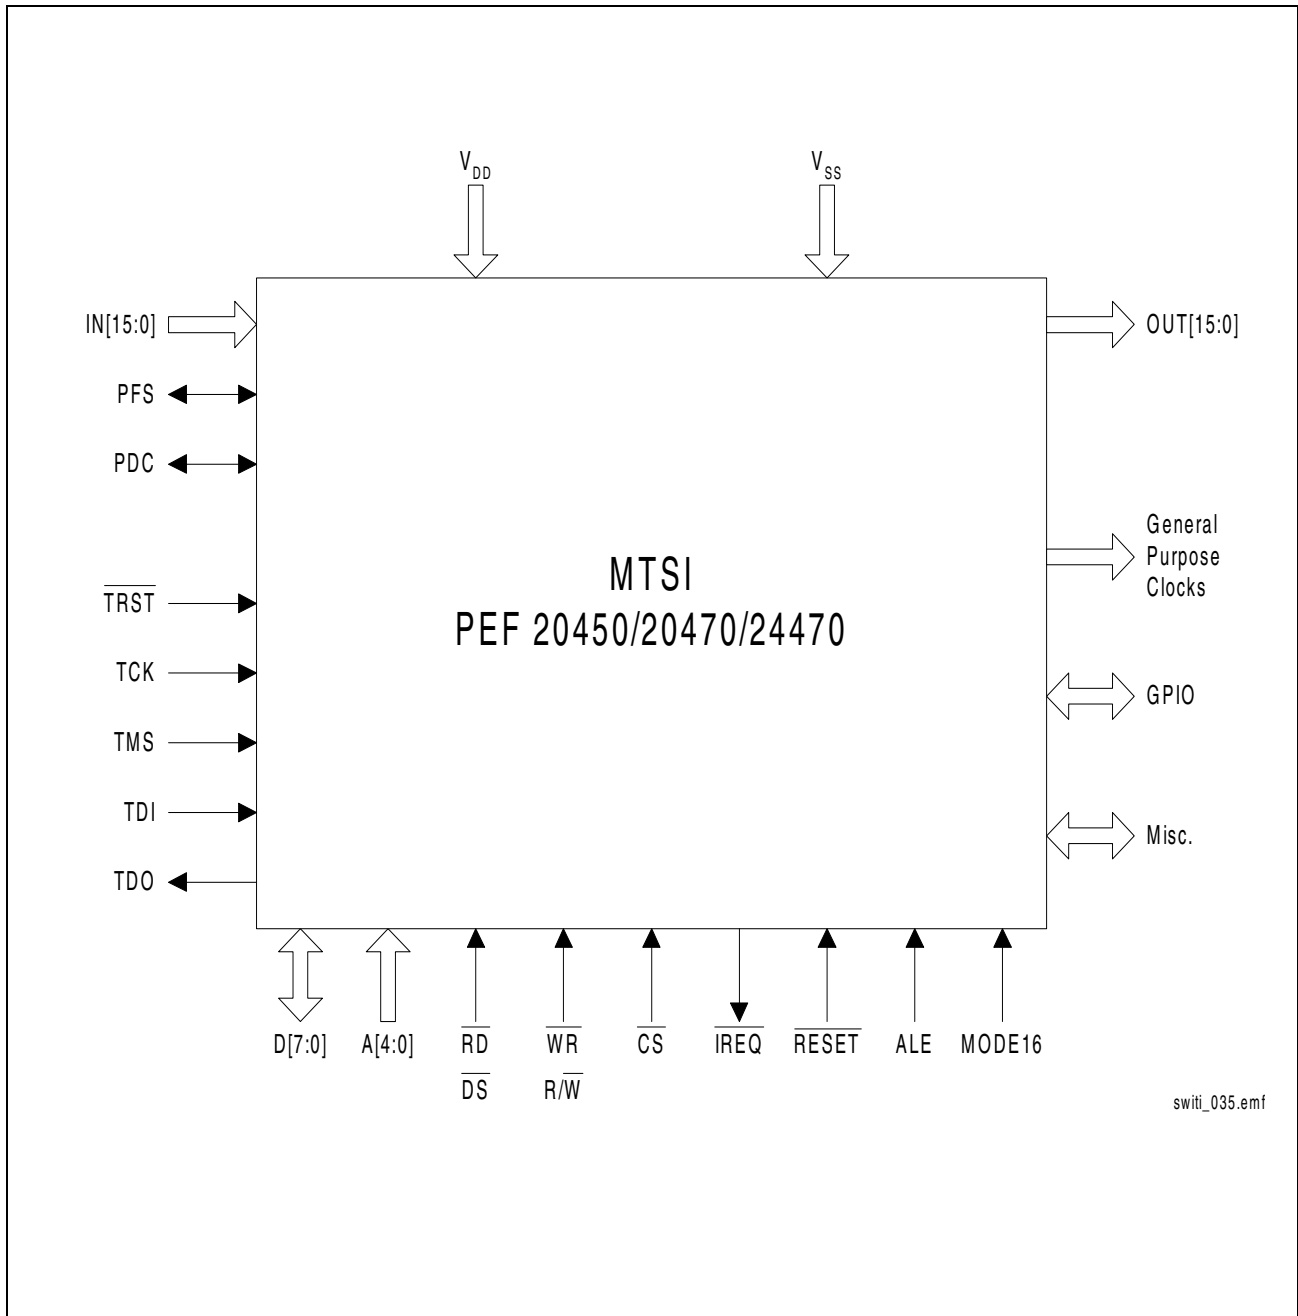 V_DD
V_SS
IN[15:0]
OUT[15:0]
PFS
PDC
General
Purpose
Clocks
MTSI
PEF 20450/20470/24470
TRST
TCK
GPIO
TMS
TDI
Misc.
TDO
D[7:0] A[4:0] RD WR CS IREQ RESET ALE MODE16
DS R/W
switi_035.emf